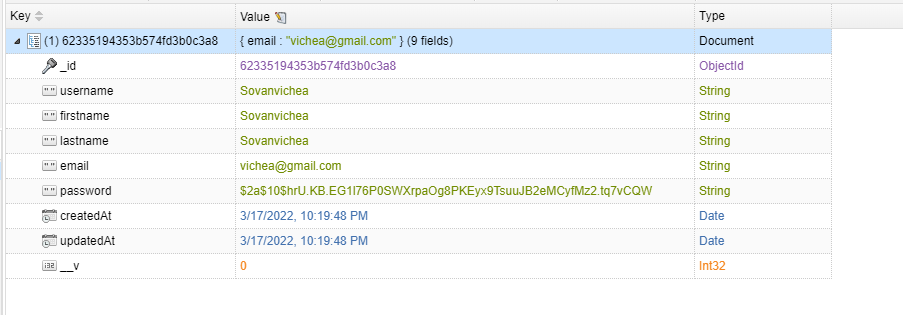 Key Value Type
(1) 62335194353b574fd3b0c3a8 { email : "vichea@gmail.com" } (9 fields) Document
_id 62335194353b574fd3b0c3a8 ObjectId
username Sovanvichea String
firstname Sovanvichea String
lastname Sovanvichea String
email vichea@gmail.com String
password $2a$10$hrU.KB.EG1l76P0SWXrpaOg8PKEyx9TsuuJB2eMCyfMz2.tq7vCQW String
createdAt 3/17/2022, 10:19:48 PM Date
updatedAt 3/17/2022, 10:19:48 PM Date
i32 __v 0 Int32